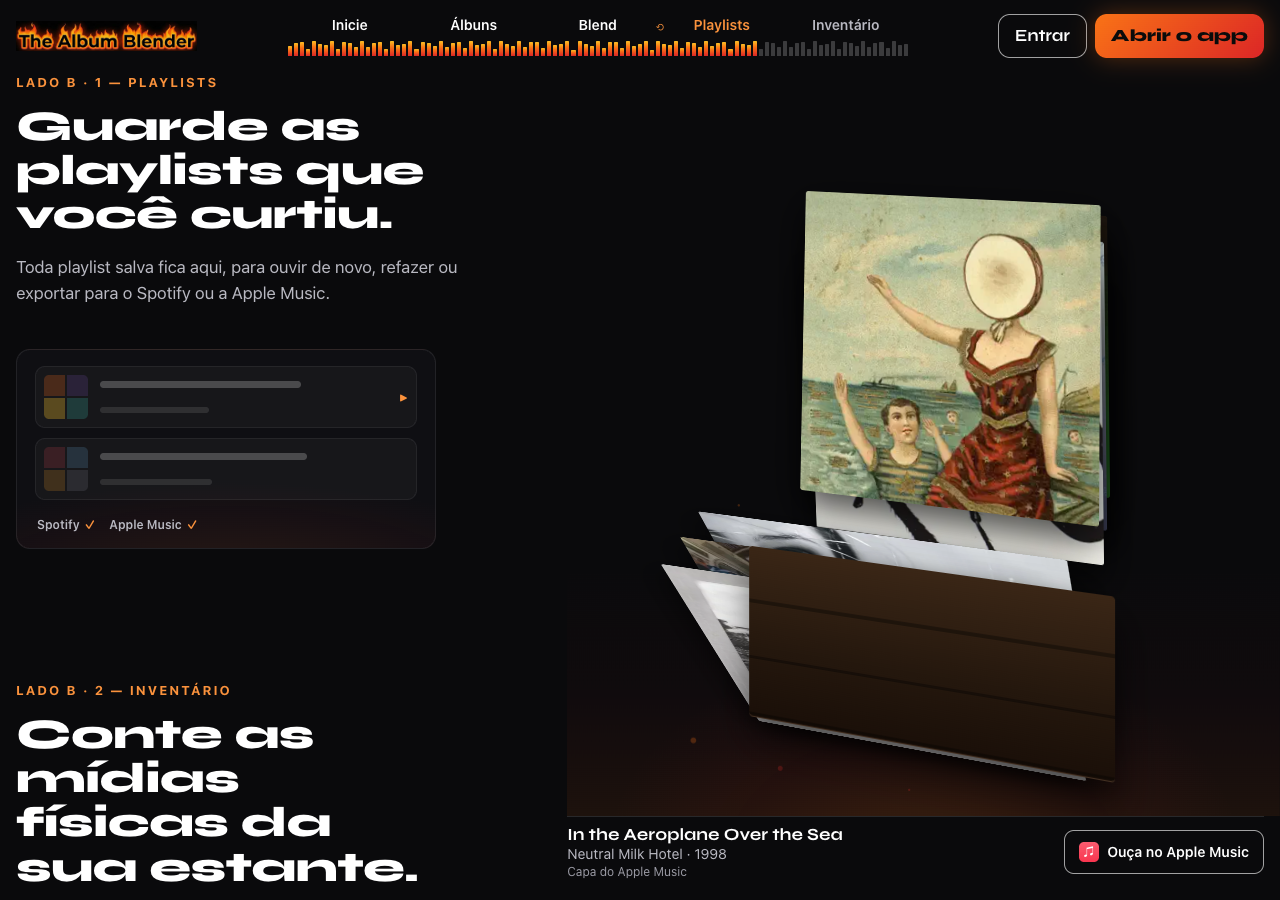 The Album Blender
Inicie
Álbuns
Blend
Playlists
Inventário
Entrar
Abrir o app
LADO B · 1 — PLAYLISTS
Guarde as
playlists que
você curtiu.
Toda playlist salva fica aqui, para ouvir de novo, refazer ou
exportar para o Spotify ou a Apple Music.
Spotify ✓ Apple Music ✓
LADO B · 2 — INVENTÁRIO
Conte as
mídias
físicas da
sua estante.
In the Aeroplane Over the Sea
Neutral Milk Hotel · 1998
Capa do Apple Music
Ouça no Apple Music